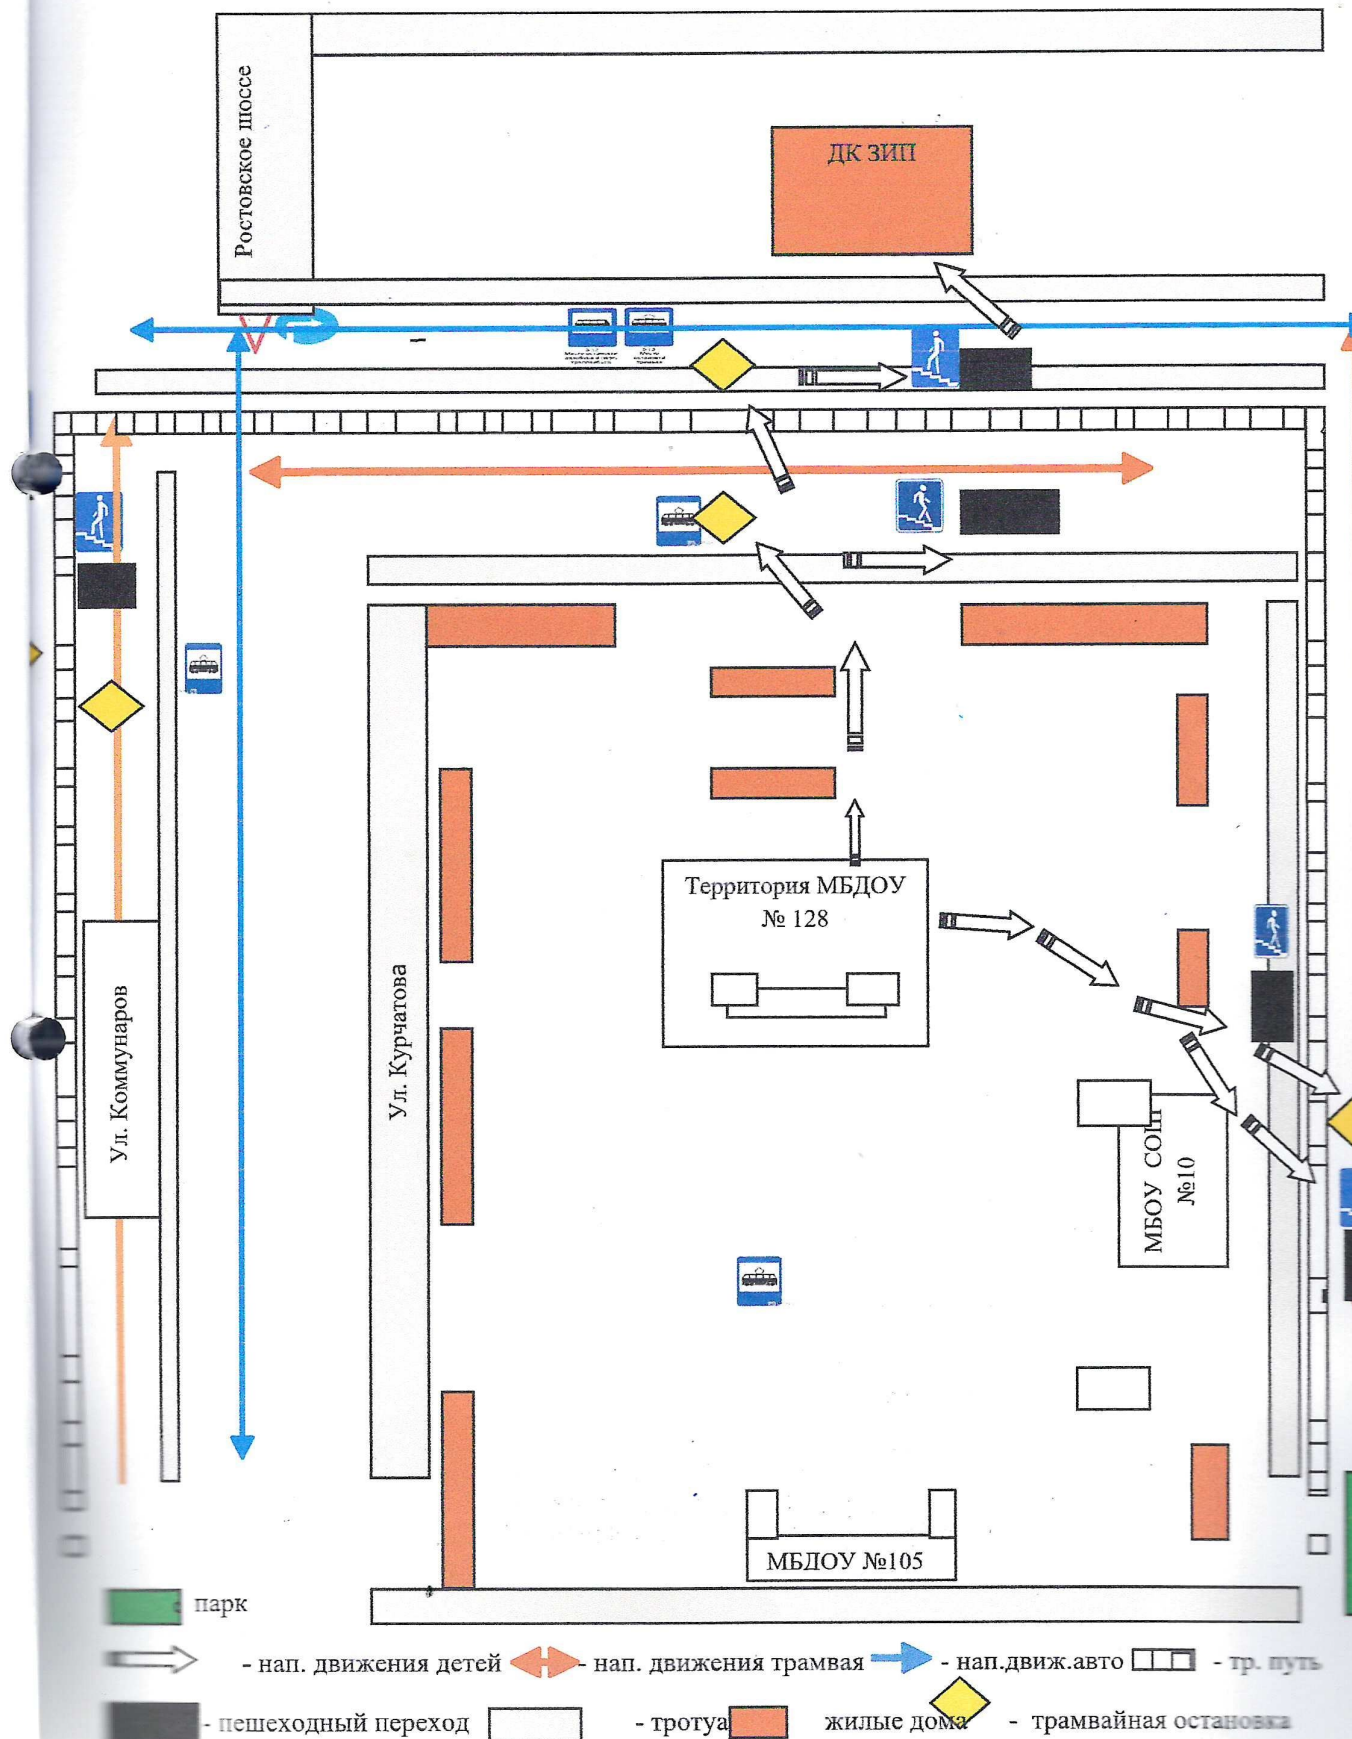 Ростовское шоссе
ДК ЗИП
Территория МБДОУ
№ 128
Ул. Коммунаров
Ул. Курчатова
МБОУ СОШ
№10
МБДОУ №105
парк
- нап. движения детей
- нап. движения трамвая
- нап.движ.авто
- тр. путь
- пешеходный переход
- тротуа
жилые дома
- трамвайная остановка